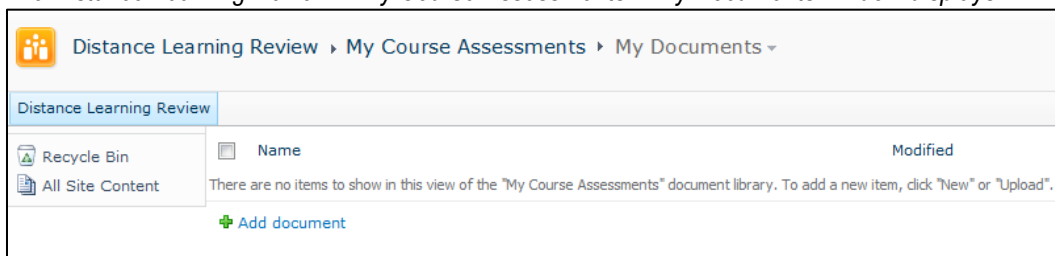 Distance Learning Review ▸ My Course Assessments ▸ My Documents
Distance Learning Review
Recycle Bin
All Site Content
Name Modified
There are no items to show in this view of the "My Course Assessments" document library. To add a new item, click "New" or "Upload".
Add document